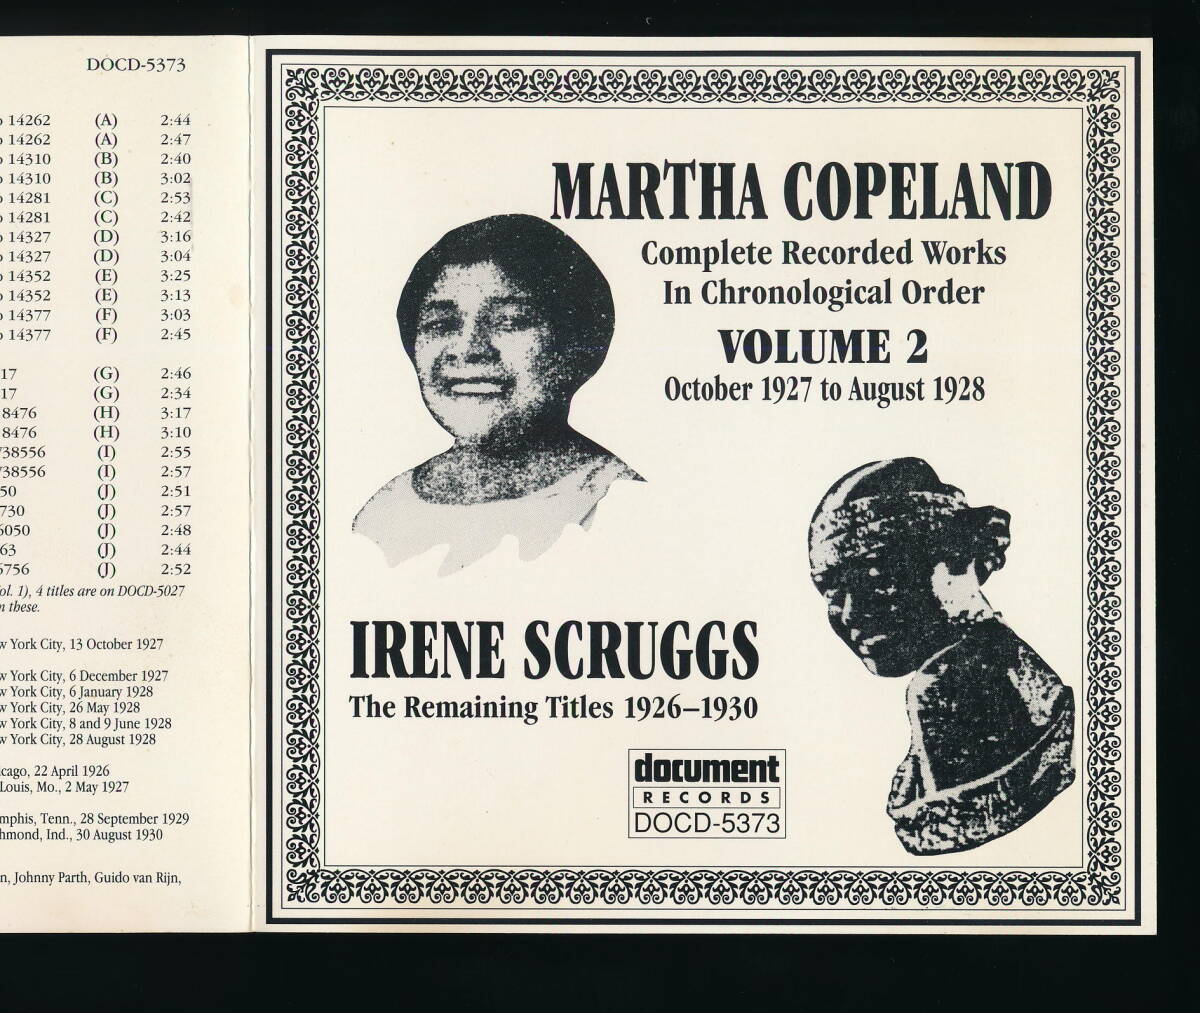 DOCD-5373
14262 (A) 2:44
14262 (A) 2:47
14310 (B) 2:40
14310 (B) 3:02
14281 (C) 2:53
14281 (C) 2:42
14327 (D) 3:16
14327 (D) 3:04
14352 (E) 3:25
14352 (E) 3:13
14377 (F) 3:03
14377 (F) 2:45
17 (G) 2:46
17 (G) 2:34
8476 (H) 3:17
8476 (H) 3:10
38556 (I) 2:55
38556 (I) 2:57
50 (J) 2:51
730 (J) 2:57
6050 (J) 2:48
63 (J) 2:44
6756 (J) 2:52
ol. 1), 4 titles are on DOCD-5027
n these.
w York City, 13 October 1927
w York City, 6 December 1927
w York City, 6 January 1928
w York City, 26 May 1928
w York City, 8 and 9 June 1928
w York City, 28 August 1928
icago, 22 April 1926
Louis, Mo., 2 May 1927
mphis, Tenn., 28 September 1929
hmond, Ind., 30 August 1930
n, Johnny Parth, Guido van Rijn,
MARTHA COPELAND
Complete Recorded Works
In Chronological Order
VOLUME 2
October 1927 to August 1928
IRENE SCRUGGS
The Remaining Titles 1926–1930
document
RECORDS
DOCD-5373